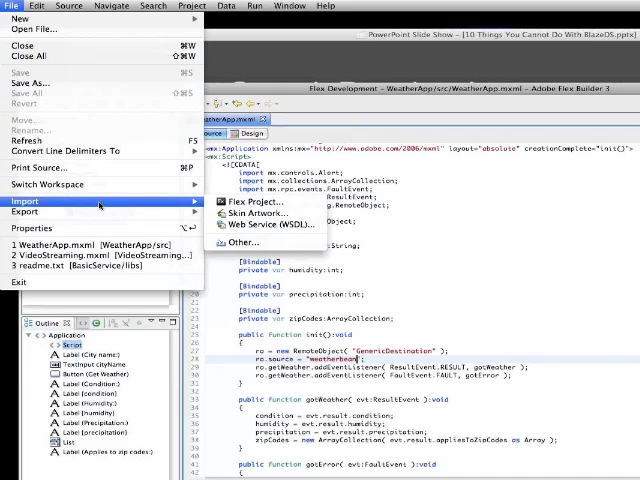 File Edit Source Navigate Search Project Data Run Window Help
PowerPoint Slide Show - [10 Things You Cannot Do With BlazeDS.pptx]
Flex Development - WeatherApp/src/WeatherApp.mxml - Adobe Flex Builder 3
New
Open File...
Close ⌘W
Close All ⇧⌘W
Save ⌘S
Save As...
Save All ⇧⌘S
Revert
Move...
Rename...
Refresh F5
Convert Line Delimiters To
Print Source... ⌘P
Switch Workspace
Import
Export
Properties
1 WeatherApp.mxml [WeatherApp/src]
2 VideoStreaming.mxml [VideoStreaming...]
3 readme.txt [BasicService/libs]
Exit
Flex Project...
Skin Artwork...
Web Service (WSDL)...
Other...
eatherApp.mxml
ource Design
<mx:Application xmlns:mx="http://www.adobe.com/2006/mxml" layout="absolute" creationComplete="init()">
<mx:Script>
<![CDATA[
import mx.controls.Alert;
import mx.collections.ArrayCollection;
import mx.rpc.events.FaultEvent;
String;
[Bindable]
private var humidity:int;
[Bindable]
private var precipitation:int;
[Bindable]
private var zipCodes:ArrayCollection;
public function init():void
{
ro = new RemoteObject( "GenericDestination" );
ro.source = "weatherbean";
ro.getWeather.addEventListener( ResultEvent.RESULT, gotWeather );
ro.getWeather.addEventListener( FaultEvent.FAULT, gotError );
}
public function gotWeather( evt:ResultEvent ):void
{
condition = evt.result.condition;
humidity = evt.result.humidity;
precipitation = evt.result.precipitation;
zipCodes = new ArrayCollection( evt.result.appliesToZipCodes as Array );
}
public function gotError( evt:FaultEvent ):void
{
Outline
Application
Script
Label (City name:)
TextInput cityName
Button (Get Weather)
Label (Condition:)
Label {condition}
Label (Humidity:)
Label {humidity}
Label (Precipitation:)
Label {precipitation}
List
Label (Applies to zip codes:)